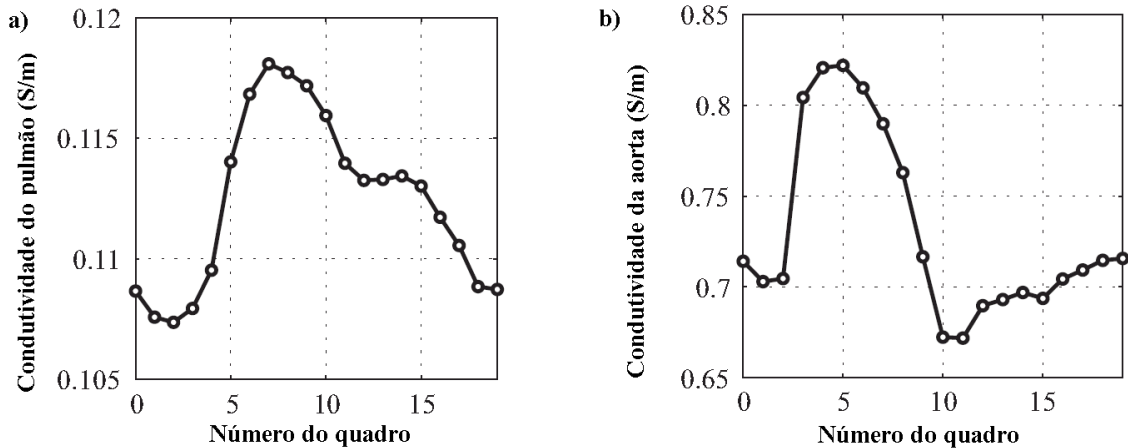 a)
0.12
0.115
0.11
0.105
Condutividade do pulmão (S/m)
0 5 10 15
Número do quadro
b)
0.85
0.8
0.75
0.7
0.65
Condutividade da aorta (S/m)
0 5 10 15
Número do quadro